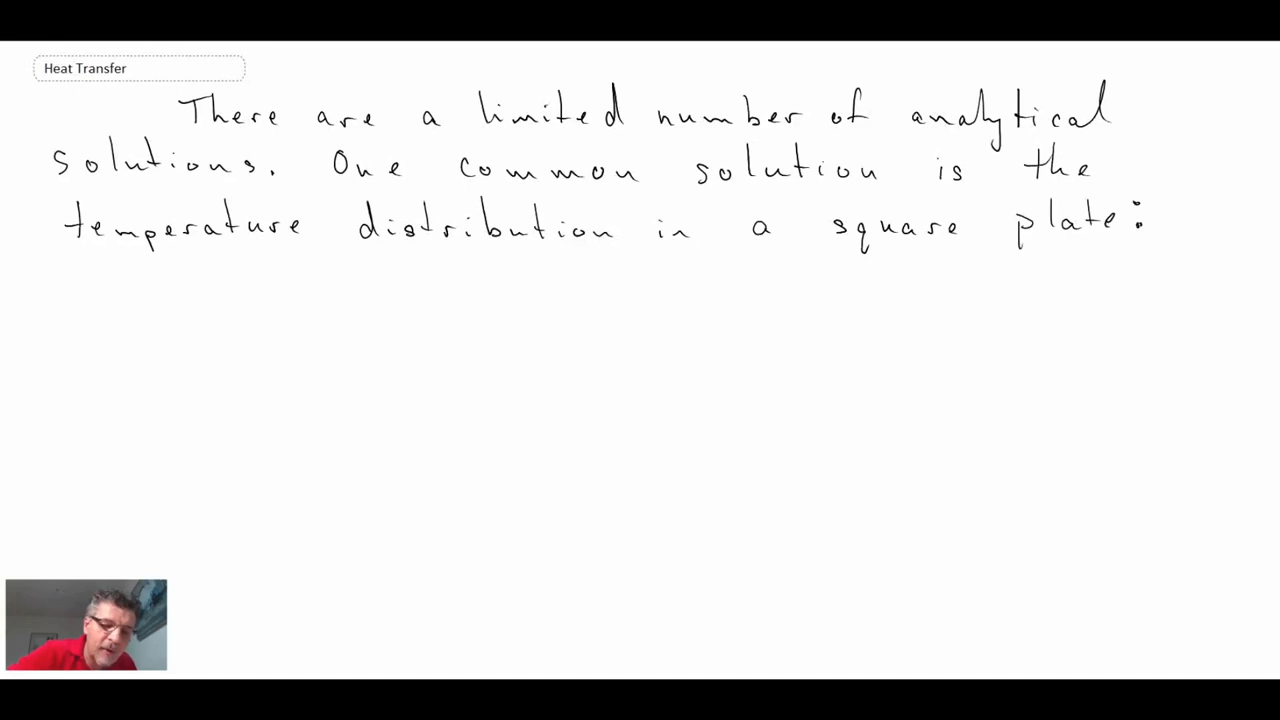 Heat Transfer
There are a limited number of analytical
solutions. One common solution is the
temperature distribution in a square plate: